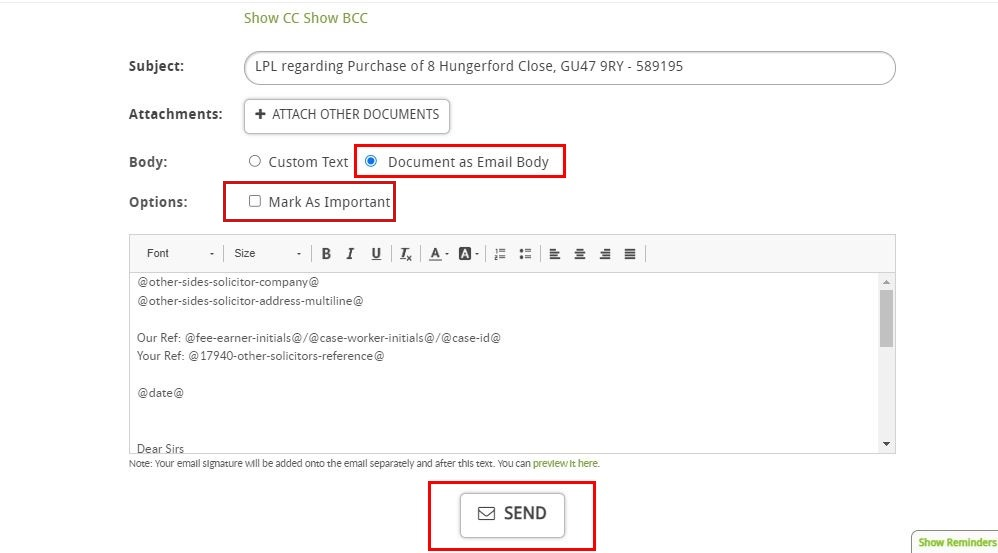 Show CC Show BCC
Subject: LPL regarding Purchase of 8 Hungerford Close, GU47 9RY - 589195
Attachments: + ATTACH OTHER DOCUMENTS
Body: Custom Text Document as Email Body
Options: Mark As Important
Font Size B I U Tx A A
@other-sides-solicitor-company@
@other-sides-solicitor-address-multiline@
Our Ref: @fee-earner-initials@/@case-worker-initials@/@case-id@
Your Ref: @17940-other-solicitors-reference@
@date@
Dear Sirs
Note: Your email signature will be added onto the email separately and after this text. You can preview it here.
SEND
Show Reminders